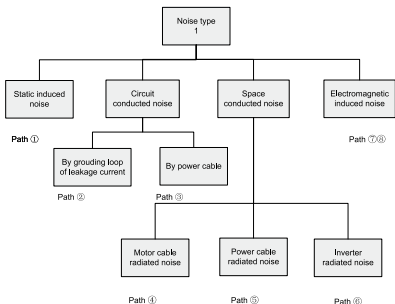 Noise type
1
Static induced
noise
Circuit
conducted noise
Space
conducted noise
Electromagnetic
induced noise
Path ①
Path ⑦⑧
By grouding loop
of leakage current
By power cable
Path ②
Path ③
Motor cable
radiated noise
Power cable
radiated noise
Inverter
radiated noise
Path ④
Path ⑤
Path ⑥